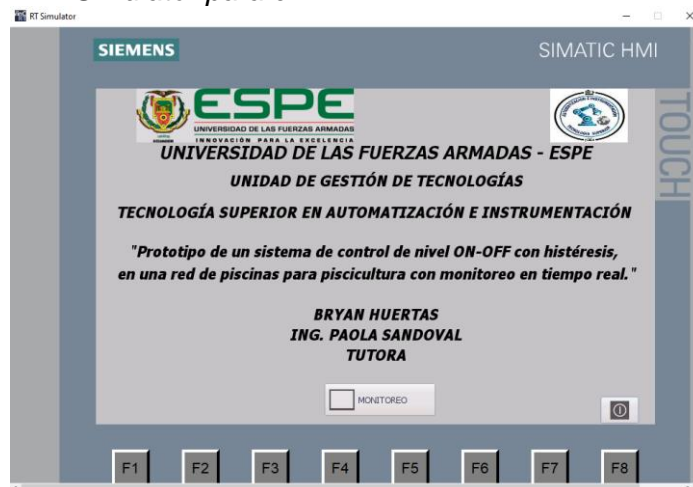 RT Simulator
SIEMENS
SIMATIC HMI
TOUCH
ESPE
UNIVERSIDAD DE LAS FUERZAS ARMADAS
INNOVACIÓN PARA LA EXCELENCIA
UNIVERSIDAD DE LAS FUERZAS ARMADAS - ESPE
UNIDAD DE GESTIÓN DE TECNOLOGÍAS
TECNOLOGÍA SUPERIOR EN AUTOMATIZACIÓN E INSTRUMENTACIÓN
"Prototipo de un sistema de control de nivel ON-OFF con histéresis,
en una red de piscinas para piscicultura con monitoreo en tiempo real."
BRYAN HUERTAS
ING. PAOLA SANDOVAL
TUTORA
MONITOREO
F1 F2 F3 F4 F5 F6 F7 F8